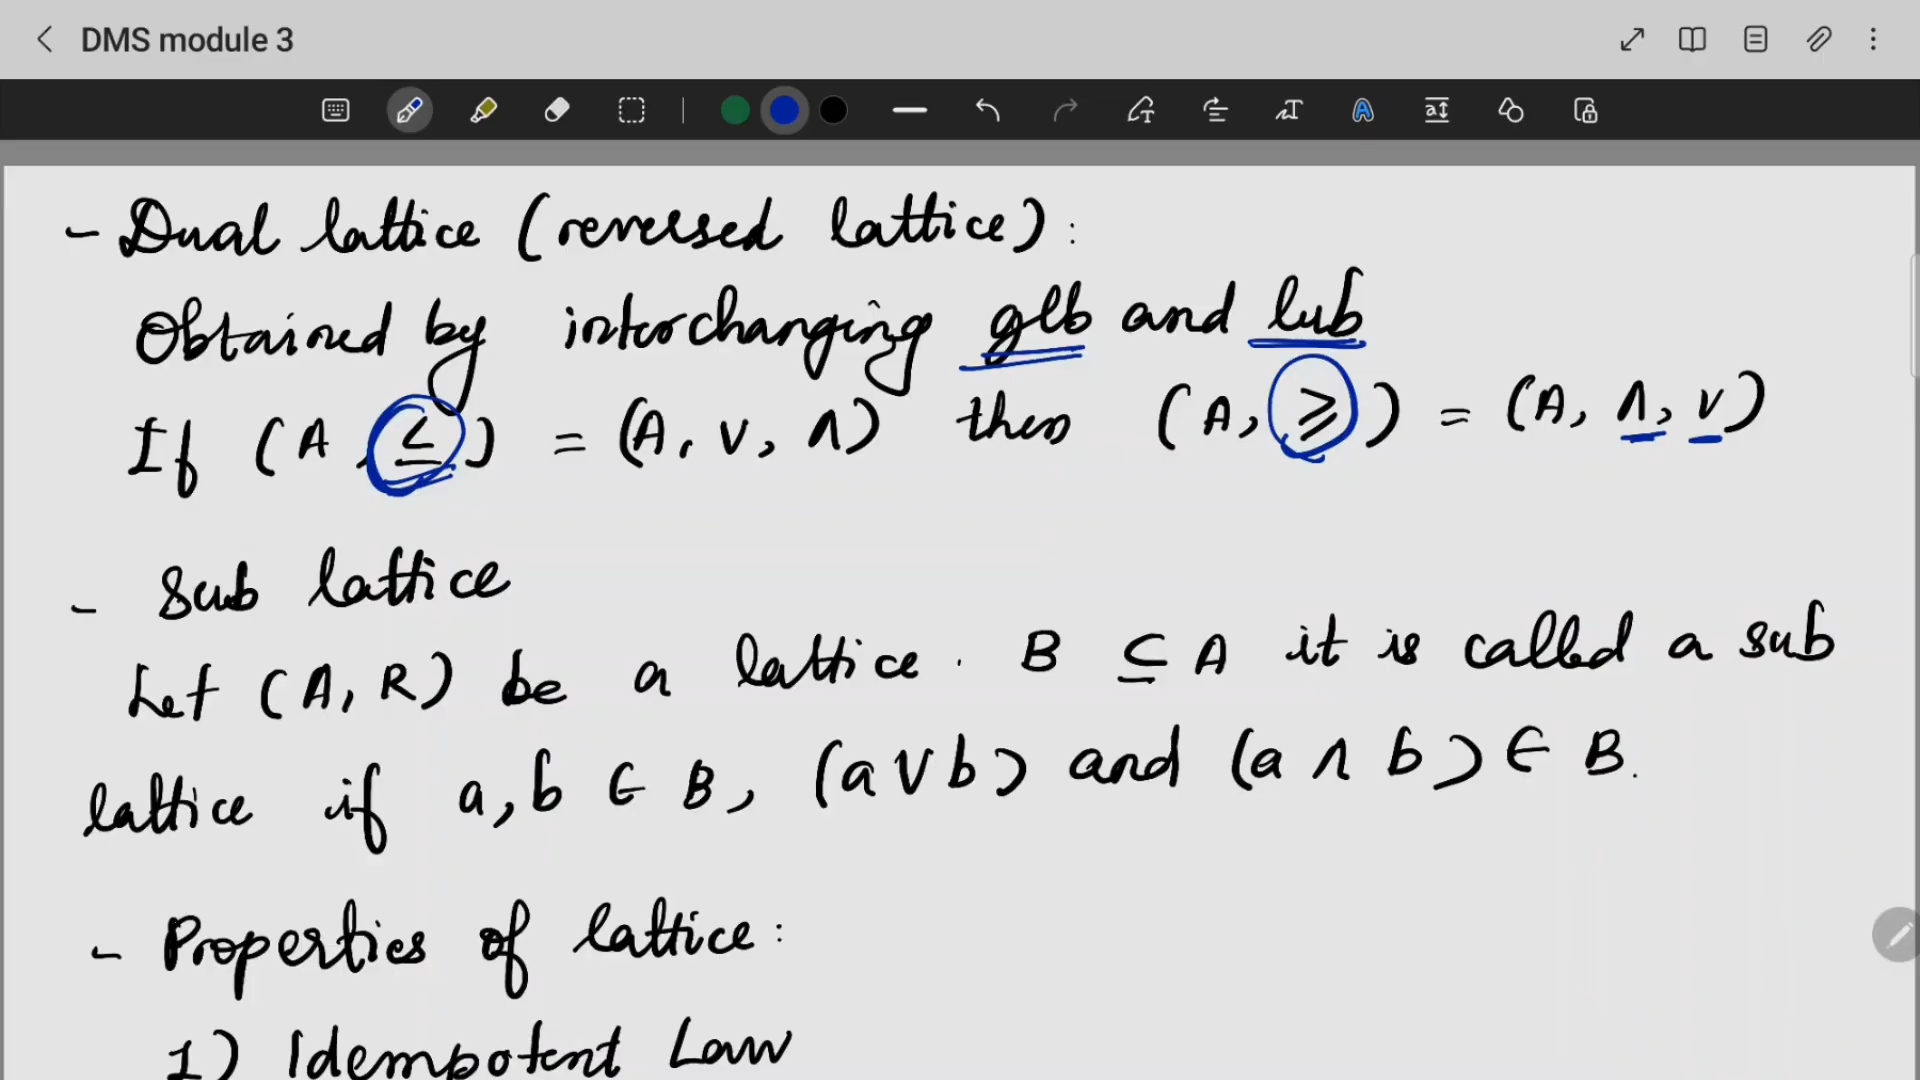 DMS module 3
- Dual lattice (reversed lattice) :
Obtained by interchanging glb and lub
If (A, ≤) = (A, ∨, ∧) then (A, ≥) = (A, ∧, ∨)
- Sub lattice
Let (A, R) be a lattice. B ⊆ A it is called a sub
lattice if a, b ∈ B, (a ∨ b) and (a ∧ b) ∈ B.
- Properties of lattice :
1) Idempotent Law